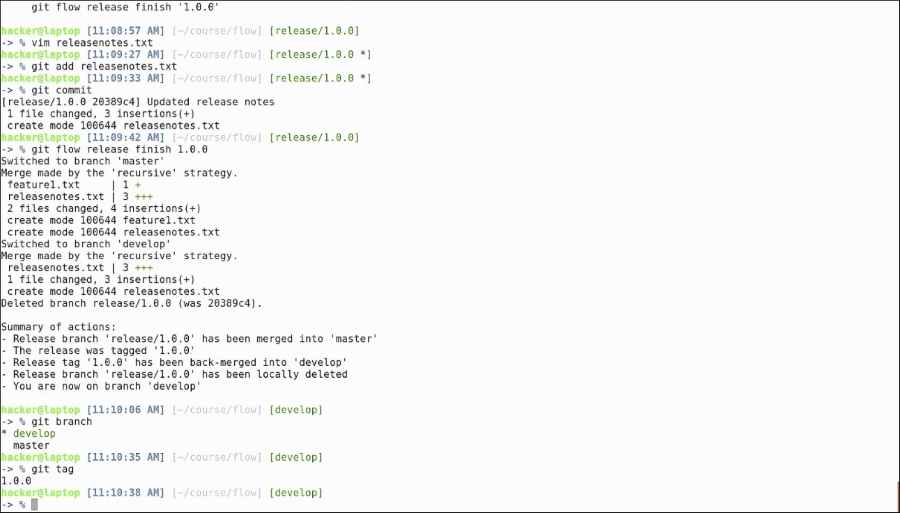 git flow release finish '1.0.0'
hacker@laptop [11:08:57 AM] [~/course/flow] [release/1.0.0]
-> % vim releasenotes.txt
hacker@laptop [11:09:27 AM] [~/course/flow] [release/1.0.0 *]
-> % git add releasenotes.txt
hacker@laptop [11:09:33 AM] [~/course/flow] [release/1.0.0 *]
-> % git commit
[release/1.0.0 20389c4] Updated release notes
1 file changed, 3 insertions(+)
create mode 100644 releasenotes.txt
hacker@laptop [11:09:42 AM] [~/course/flow] [release/1.0.0]
-> % git flow release finish 1.0.0
Switched to branch 'master'
Merge made by the 'recursive' strategy.
feature1.txt     | 1 +
releasenotes.txt | 3 +++
2 files changed, 4 insertions(+)
create mode 100644 feature1.txt
create mode 100644 releasenotes.txt
Switched to branch 'develop'
Merge made by the 'recursive' strategy.
releasenotes.txt | 3 +++
1 file changed, 3 insertions(+)
create mode 100644 releasenotes.txt
Deleted branch release/1.0.0 (was 20389c4).
Summary of actions:
- Release branch 'release/1.0.0' has been merged into 'master'
- The release was tagged '1.0.0'
- Release tag '1.0.0' has been back-merged into 'develop'
- Release branch 'release/1.0.0' has been locally deleted
- You are now on branch 'develop'
hacker@laptop [11:10:06 AM] [~/course/flow] [develop]
-> % git branch
* develop
master
hacker@laptop [11:10:35 AM] [~/course/flow] [develop]
-> % git tag
1.0.0
hacker@laptop [11:10:38 AM] [~/course/flow] [develop]
-> %